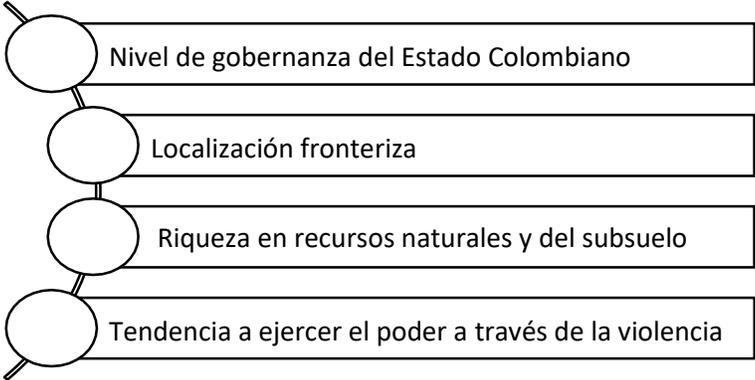 Nivel de gobernanza del Estado Colombiano
Localización fronteriza
Riqueza en recursos naturales y del subsuelo
Tendencia a ejercer el poder a través de la violencia